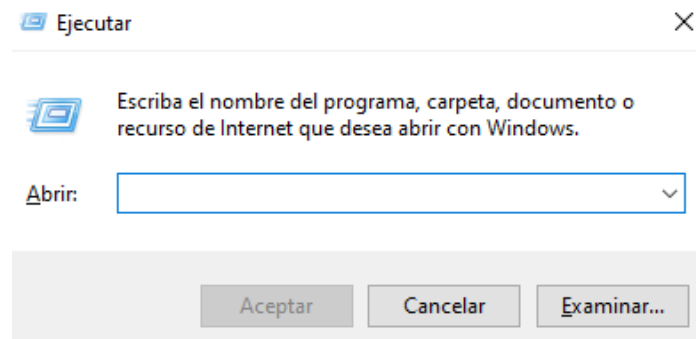 Ejecutar
Escriba el nombre del programa, carpeta, documento o
recurso de Internet que desea abrir con Windows.
Abrir:
Aceptar Cancelar Examinar...